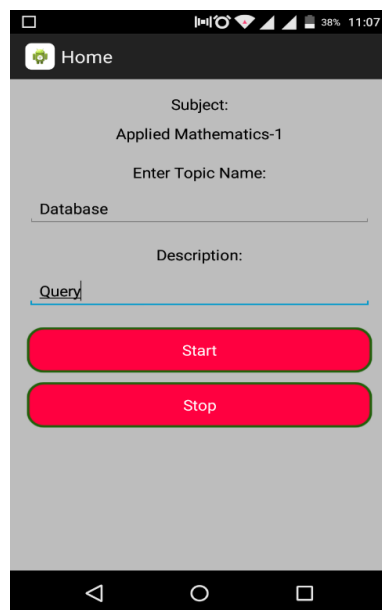 38% 11:07
Home
Subject:
Applied Mathematics-1
Enter Topic Name:
Database
Description:
Query
Start
Stop